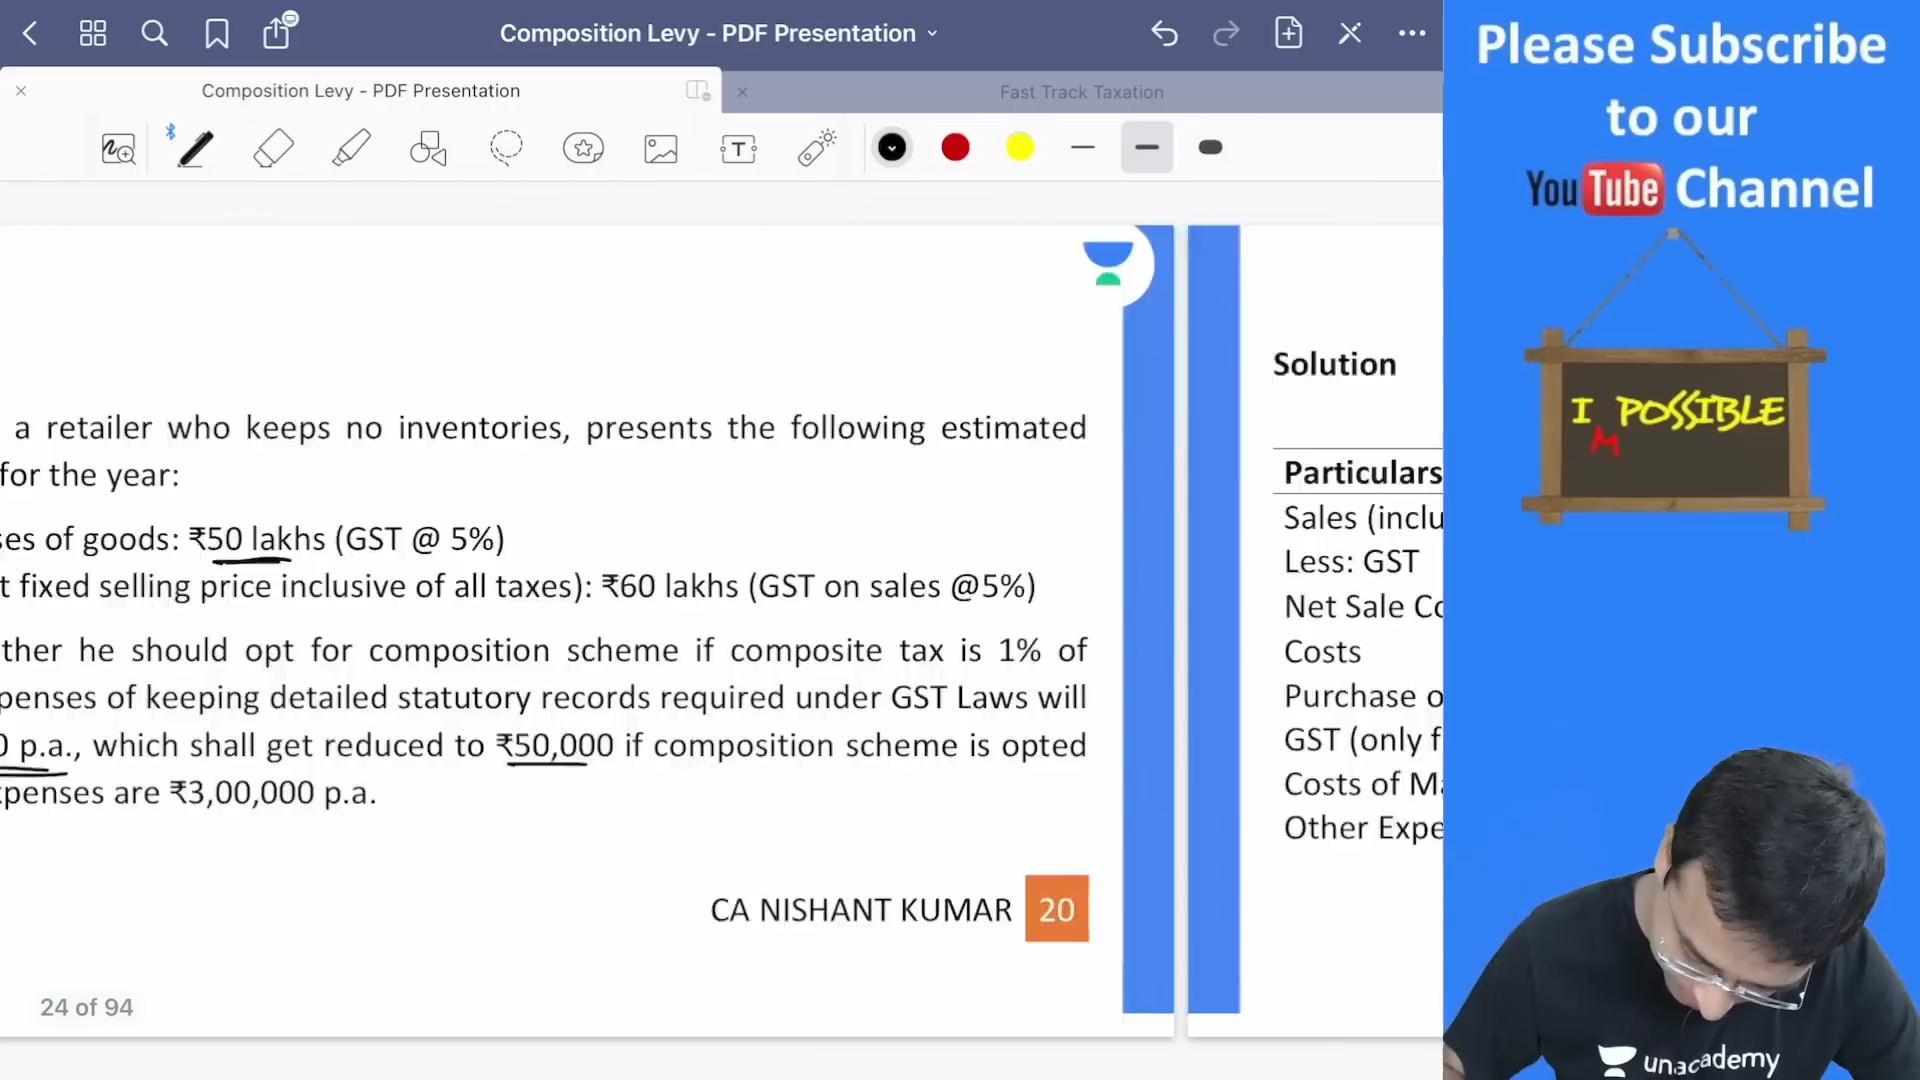 Composition Levy - PDF Presentation
Composition Levy - PDF Presentation
Fast Track Taxation
T
a retailer who keeps no inventories, presents the following estimated
for the year:
ses of goods: ₹50 lakhs (GST @ 5%)
t fixed selling price inclusive of all taxes): ₹60 lakhs (GST on sales @5%)
ther he should opt for composition scheme if composite tax is 1% of
penses of keeping detailed statutory records required under GST Laws will
0 p.a., which shall get reduced to ₹50,000 if composition scheme is opted
xpenses are ₹3,00,000 p.a.
CA NISHANT KUMAR 20
24 of 94
Solution
Particulars
Sales (inclu
Less: GST
Net Sale Co
Costs
Purchase o
GST (only f
Costs of Ma
Other Expe
Please Subscribe
to our
YouTube Channel
I POSSIBLE
M
unacademy